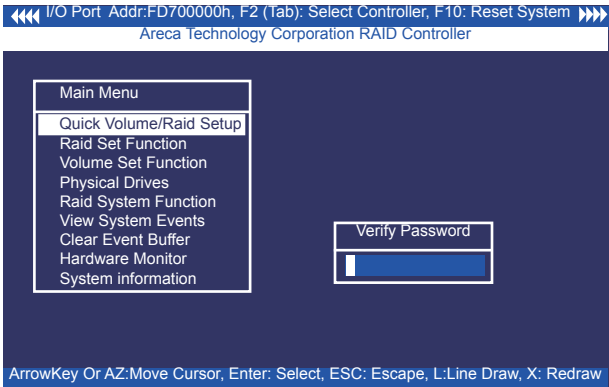 I/O Port Addr:FD700000h, F2 (Tab): Select Controller, F10: Reset System
Areca Technology Corporation RAID Controller
Main Menu
Quick Volume/Raid Setup
Raid Set Function
Volume Set Function
Physical Drives
Raid System Function
View System Events
Clear Event Buffer
Hardware Monitor
System information
Verify Password
ArrowKey Or AZ:Move Cursor, Enter: Select, ESC: Escape, L:Line Draw, X: Redraw